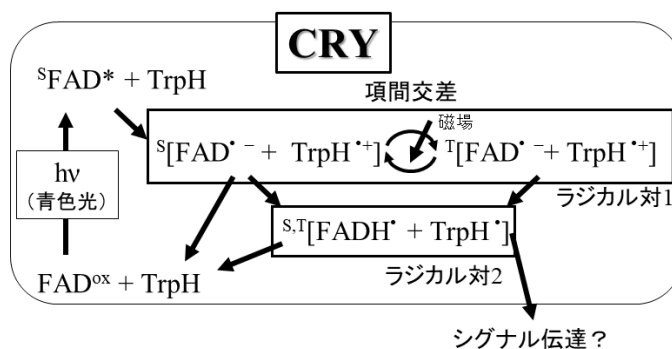 CRY
ˢFAD* + TrpH
項間交差
磁場
ˢ[FAD•⁻ + TrpH•⁺]
ᵀ[FAD•⁻ + TrpH•⁺]
hν
(青色光)
ラジカル対1
ˢ,ᵀ[FADH• + TrpH•]
FADᵒˣ + TrpH
ラジカル対2
シグナル伝達？